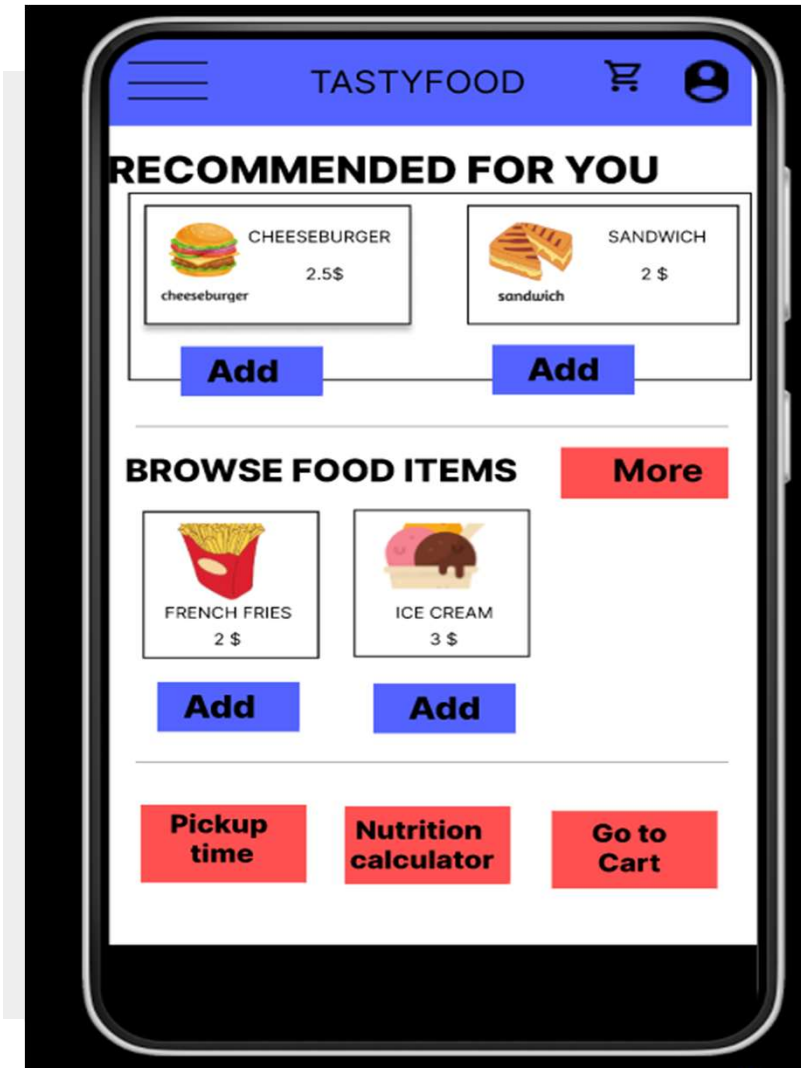 TASTYFOOD
RECOMMENDED FOR YOU
CHEESEBURGER
2.5$
cheeseburger
SANDWICH
2 $
sandwich
Add
Add
BROWSE FOOD ITEMS
More
FRENCH FRIES
2 $
ICE CREAM
3 $
Add
Add
Pickup
time
Nutrition
calculator
Go to
Cart